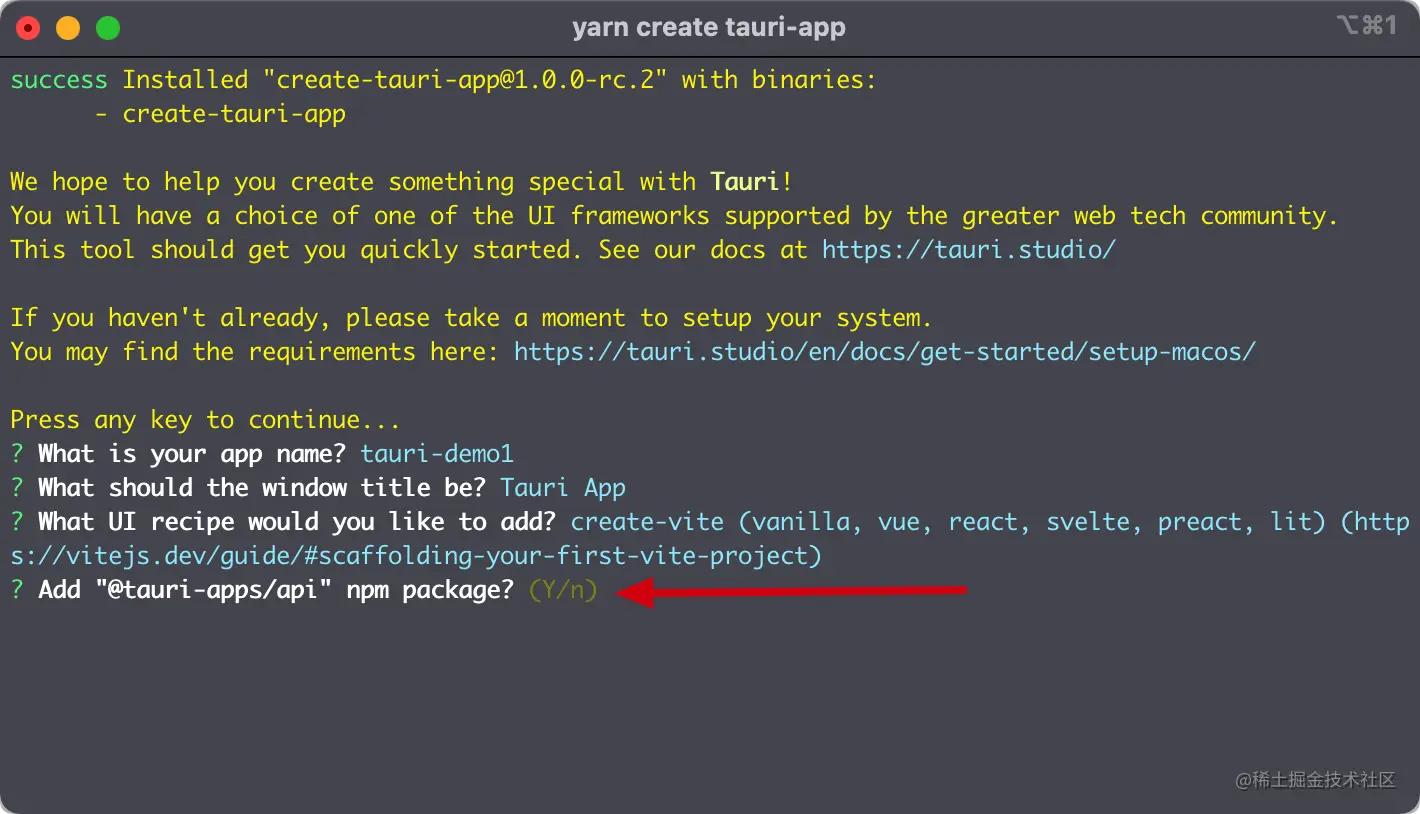 yarn create tauri-app
⌥⌘1
success Installed "create-tauri-app@1.0.0-rc.2" with binaries:
- create-tauri-app
We hope to help you create something special with Tauri!
You will have a choice of one of the UI frameworks supported by the greater web tech community.
This tool should get you quickly started. See our docs at https://tauri.studio/
If you haven't already, please take a moment to setup your system.
You may find the requirements here: https://tauri.studio/en/docs/get-started/setup-macos/
Press any key to continue...
? What is your app name? tauri-demo1
? What should the window title be? Tauri App
? What UI recipe would you like to add? create-vite (vanilla, vue, react, svelte, preact, lit) (http
s://vitejs.dev/guide/#scaffolding-your-first-vite-project)
? Add "@tauri-apps/api" npm package? (Y/n)
@稀土掘金技术社区